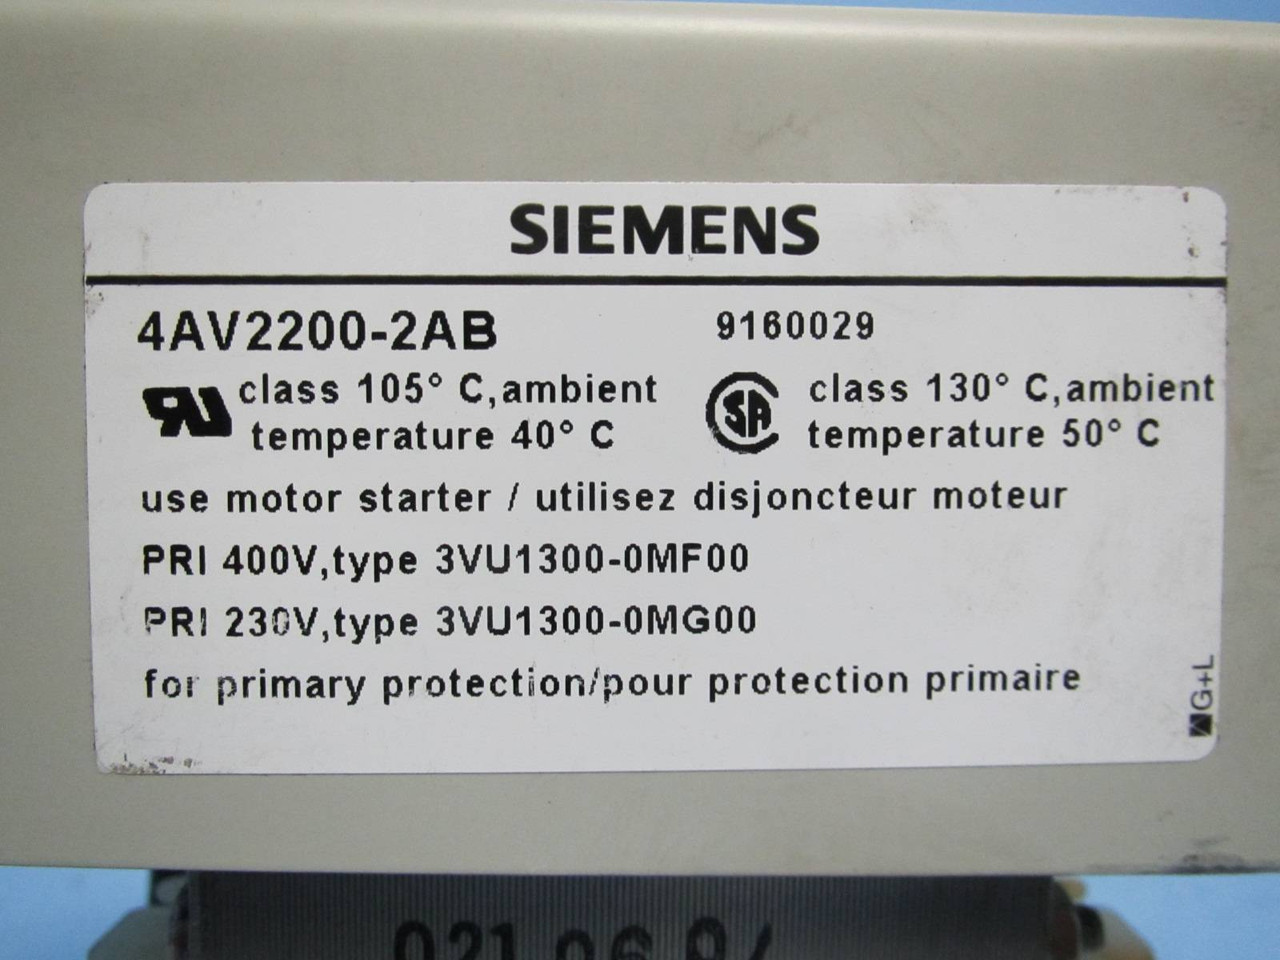 SIEMENS
4AV2200-2AB 9160029
class 105° C,ambient
temperature 40° C
SA class 130° C,ambient
temperature 50° C
use motor starter / utilisez disjoncteur moteur
PRI 400V,type 3VU1300-0MF00
PRI 230V,type 3VU1300-0MG00
for primary protection/pour protection primaire
G+L